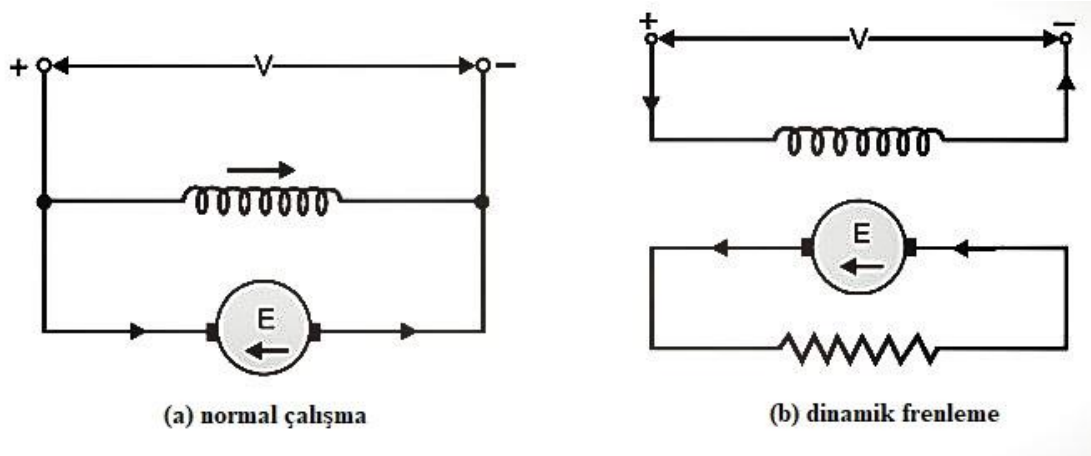 + V -
E
(a) normal çalışma
+ V -
E
(b) dinamik frenleme